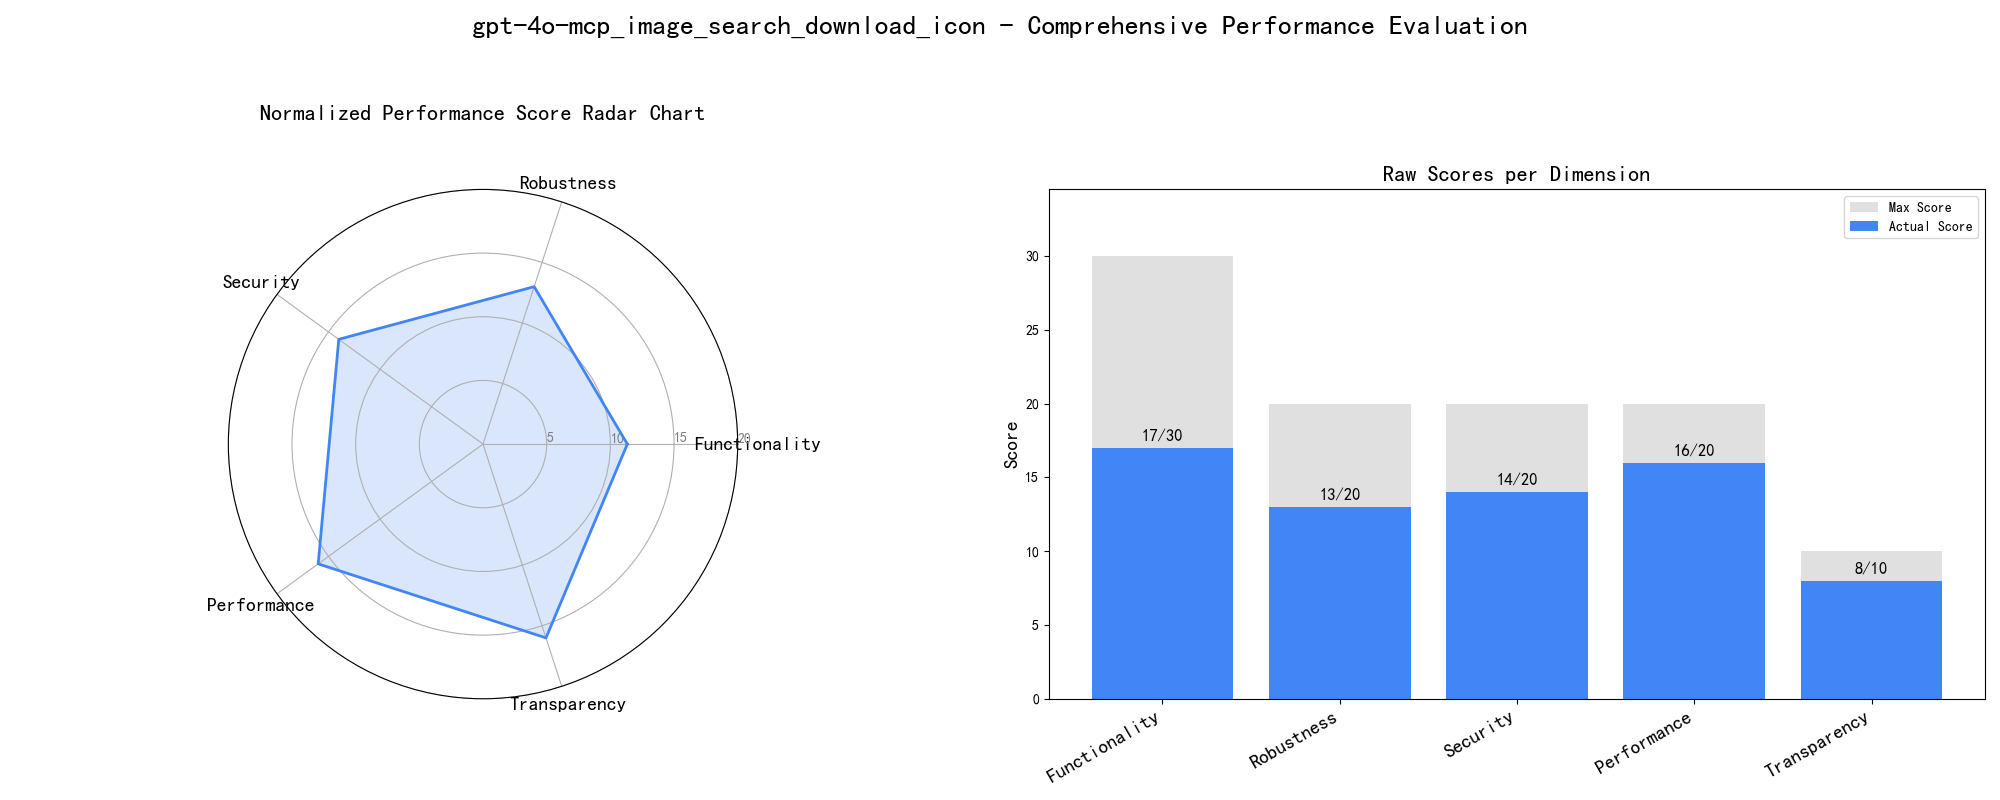 gpt-4o-mcp_image_search_download_icon - Comprehensive Performance Evaluation
Normalized Performance Score Radar Chart
Robustness
Security
Functionality
Performance
Transparency
5
10
15
20
Raw Scores per Dimension
Max Score
Actual Score
Score
30
25
20
15
10
5
0
17/30
13/20
14/20
16/20
8/10
Functionality
Robustness
Security
Performance
Transparency